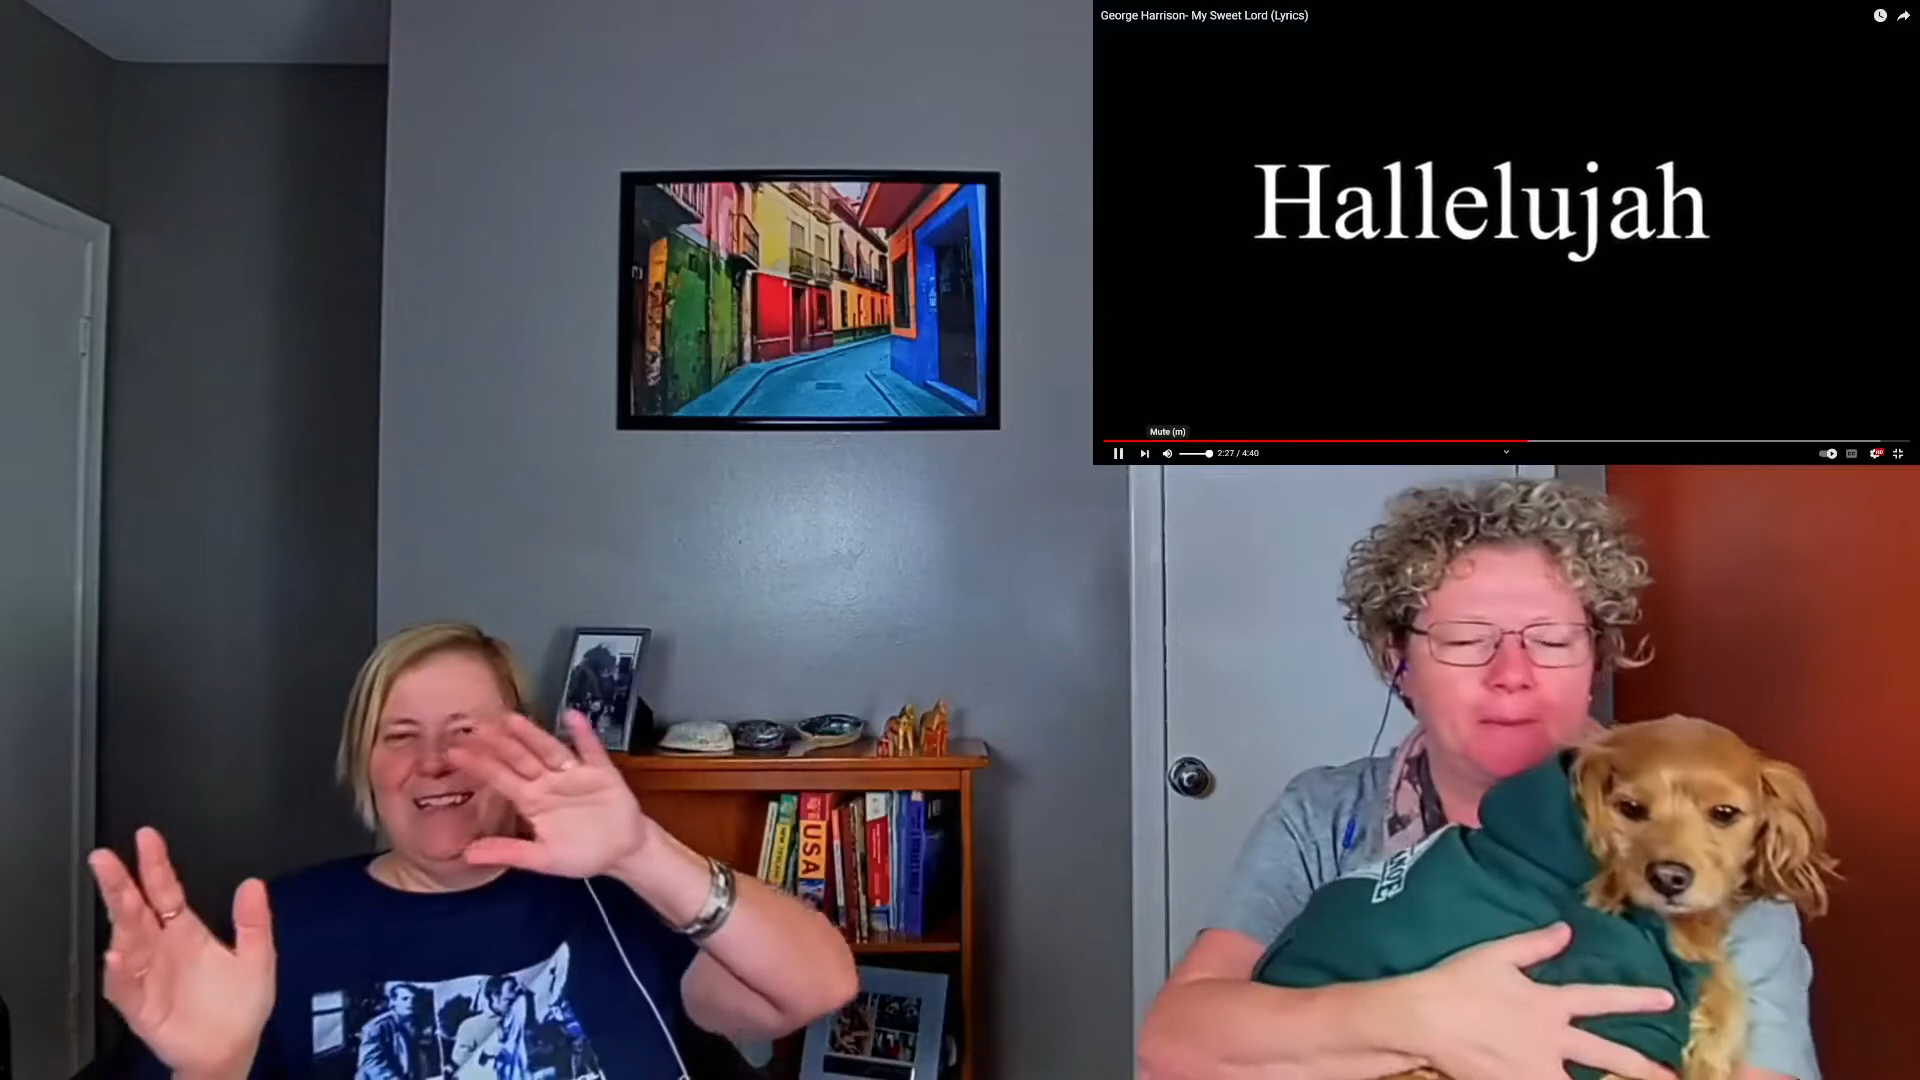 George Harrison- My Sweet Lord (Lyrics)
Hallelujah
Mute (m)
2:27 / 4:40
USA